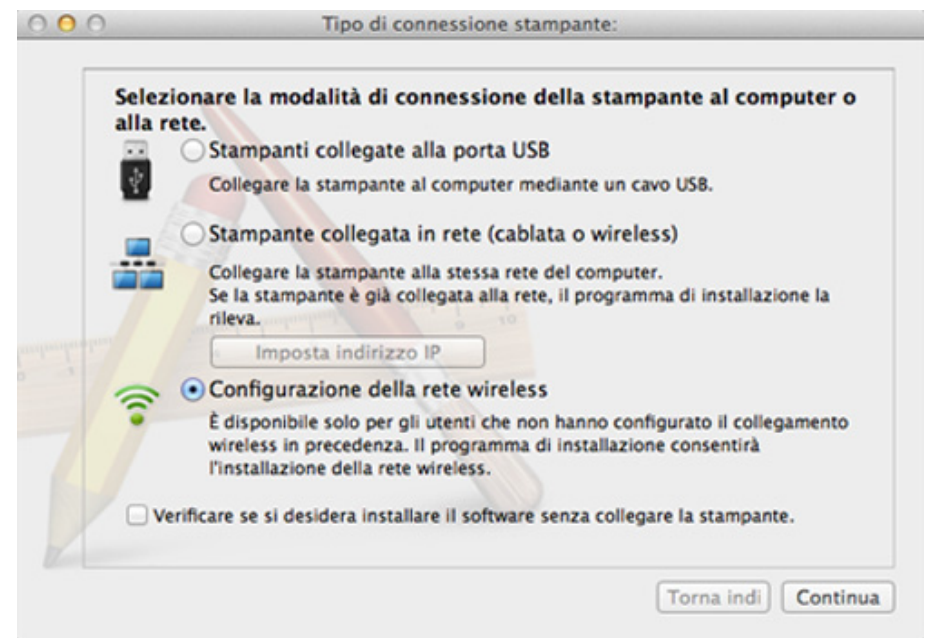 Tipo di connessione stampante:
Selezionare la modalità di connessione della stampante al computer o
alla rete.
Stampanti collegate alla porta USB
Collegare la stampante al computer mediante un cavo USB.
Stampante collegata in rete (cablata o wireless)
Collegare la stampante alla stessa rete del computer.
Se la stampante è già collegata alla rete, il programma di installazione la
rileva.
Imposta indirizzo IP
Configurazione della rete wireless
È disponibile solo per gli utenti che non hanno configurato il collegamento
wireless in precedenza. Il programma di installazione consentirà
l'installazione della rete wireless.
Verificare se si desidera installare il software senza collegare la stampante.
Torna indi Continua